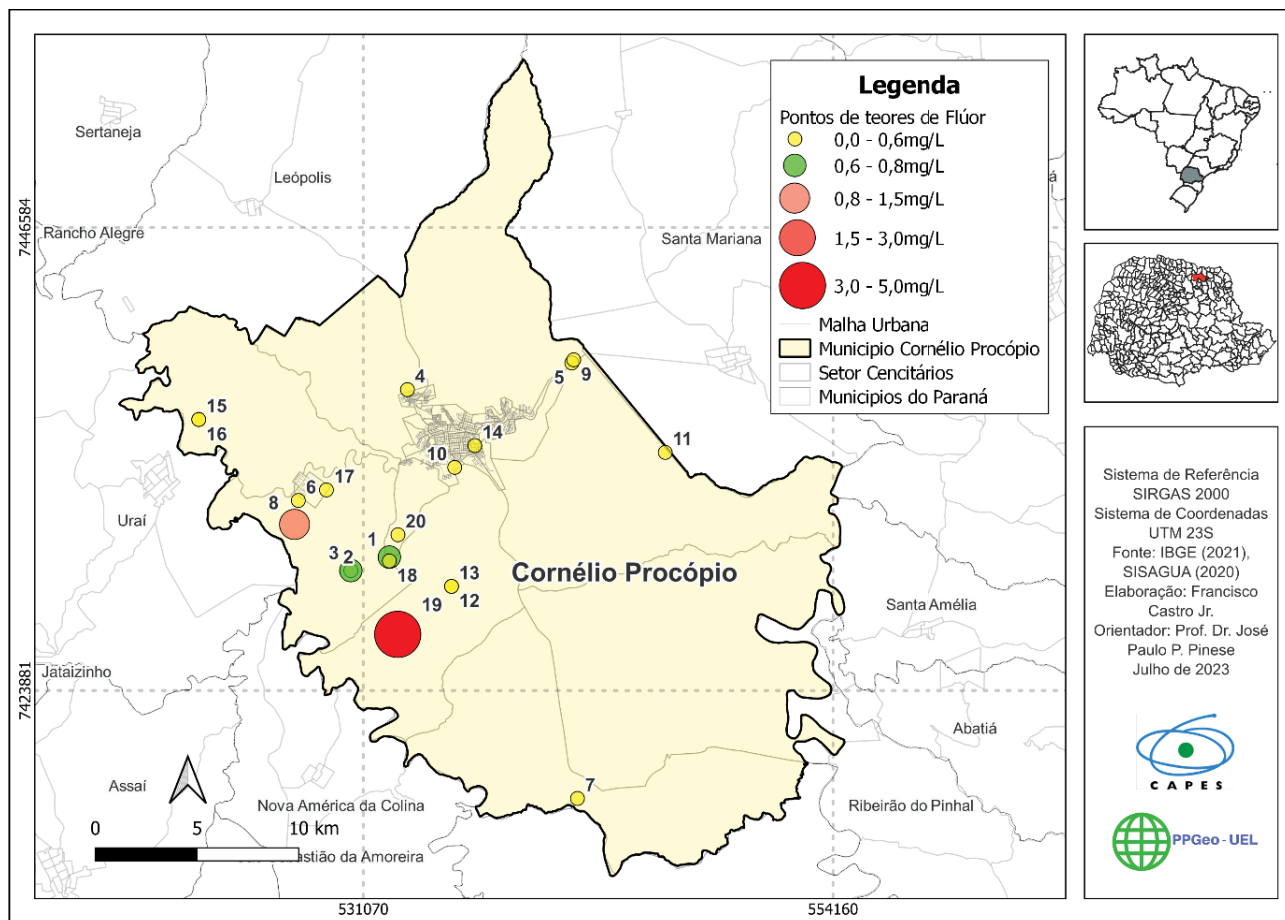 Legenda
Pontos de teores de Flúor
0,0 - 0,6mg/L
0,6 - 0,8mg/L
0,8 - 1,5mg/L
1,5 - 3,0mg/L
3,0 - 5,0mg/L
Malha Urbana
Municipio Cornélio Procópio
Setor Cencitários
Municipios do Paraná
Sertaneja
Leópolis
7446584
Rancho Alegre
Santa Mariana
á
4
5
9
15
16
14
10
11
17
6
8
Uraí
20
1
3
2
18
Cornélio Procópio
13
12
19
Santa Amélia
Jataizinho
7423881
Abatiá
7
Assaí
Nova América da Colina
Ribeirão do Pinhal
0
5
10 km
astião da Amoreira
531070
554160
Sistema de Referência
SIRGAS 2000
Sistema de Coordenadas
UTM 23S
Fonte: IBGE (2021),
SISAGUA (2020)
Elaboração: Francisco
Castro Jr.
Orientador: Prof. Dr. José
Paulo P. Pinese
Julho de 2023
CAPES
PPGeo-UEL